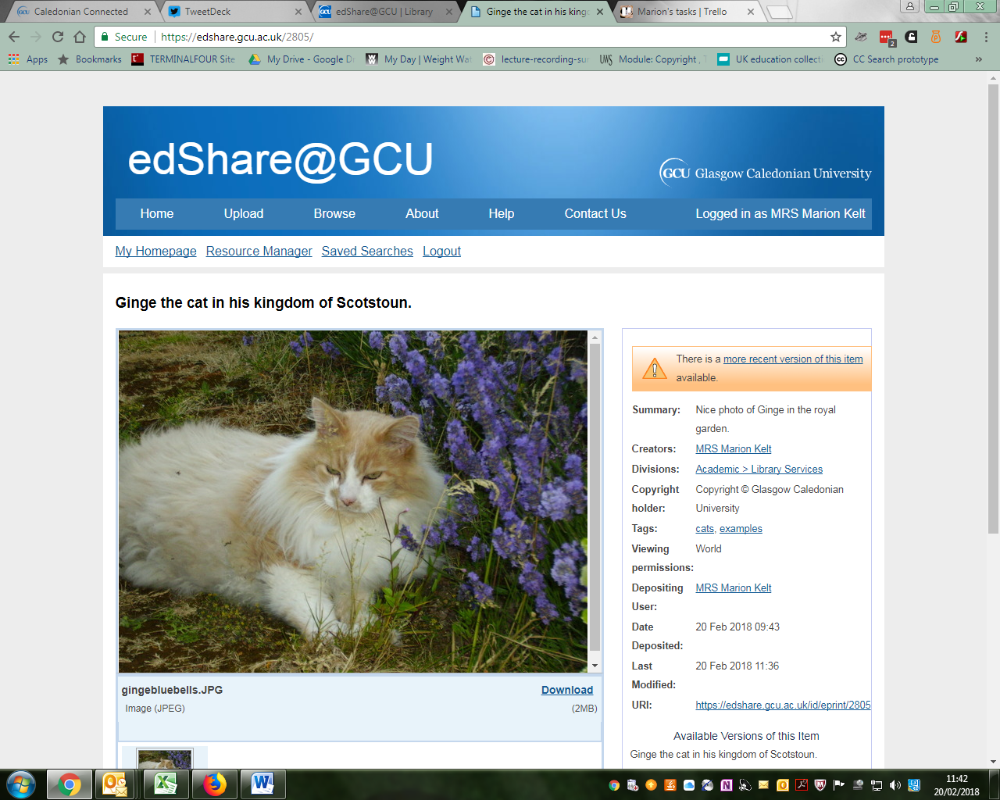 Caledonian Connected
TweetDeck
edShare@GCU | Library
Ginge the cat in his king
Marion's tasks | Trello
Secure
https://edshare.gcu.ac.uk/2805/
2
Apps
Bookmarks
TERMINALFOUR Site
My Drive - Google Dr
My Day | Weight Wat
lecture-recording-sur
Module: Copyright , T
UK education collecti
CC Search prototype
»
edShare@GCU
GCU Glasgow Caledonian University
Home
Upload
Browse
About
Help
Contact Us
Logged in as MRS Marion Kelt
My Homepage
Resource Manager
Saved Searches
Logout
Ginge the cat in his kingdom of Scotstoun.
There is a more recent version of this item
available.
Summary: Nice photo of Ginge in the royal
garden.
Creators: MRS Marion Kelt
Divisions: Academic > Library Services
Copyright Copyright © Glasgow Caledonian
holder: University
Tags: cats, examples
Viewing World
permissions:
Depositing MRS Marion Kelt
User:
Date 20 Feb 2018 09:43
Deposited:
Last 20 Feb 2018 11:36
Modified:
URI: https://edshare.gcu.ac.uk/id/eprint/2805
gingebluebells.JPG
Download
Image (JPEG)
(2MB)
Available Versions of this Item
Ginge the cat in his kingdom of Scotstoun.
11:42
20/02/2018